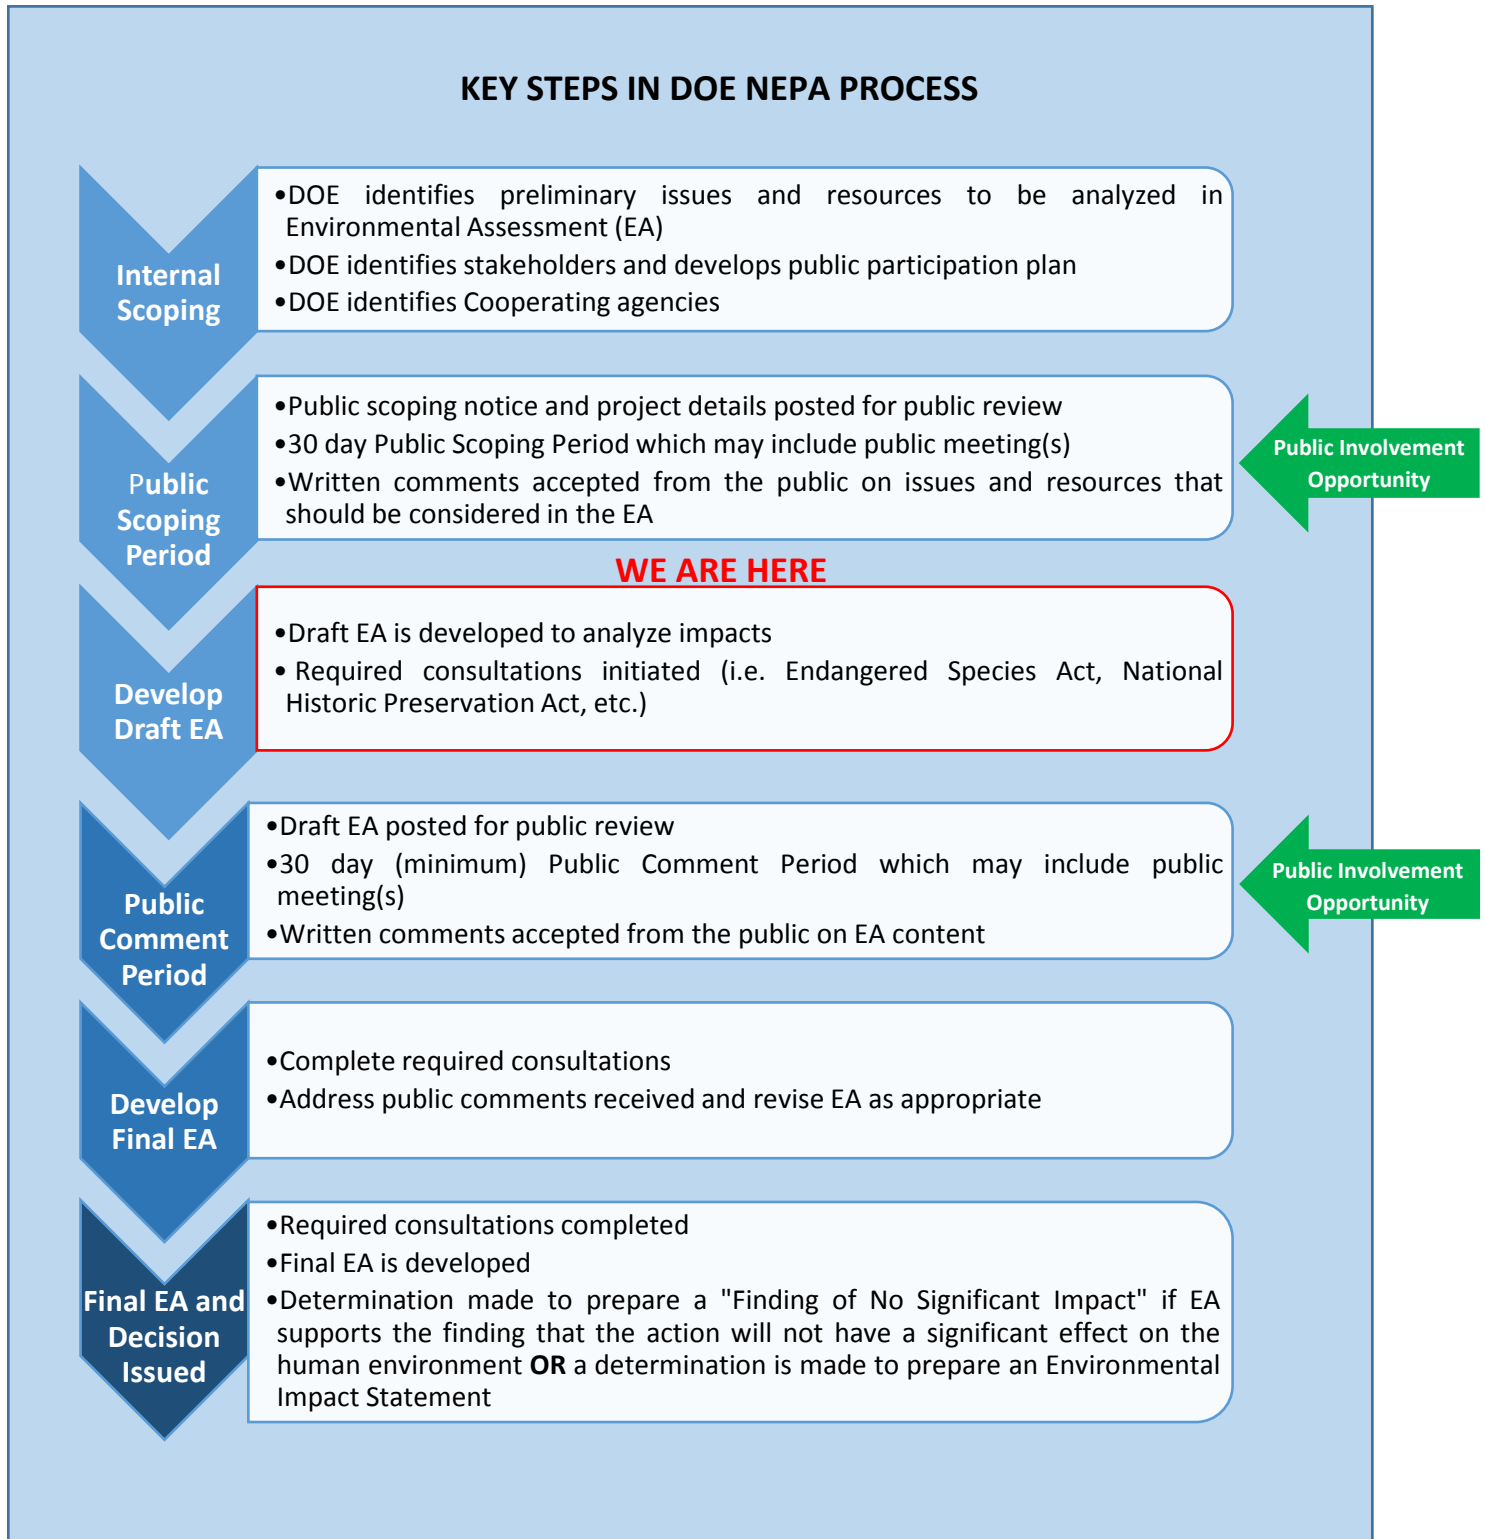 KEY STEPS IN DOE NEPA PROCESS
Internal
Scoping
•DOE identifies preliminary issues and resources to be analyzed in
Environmental Assessment (EA)
•DOE identifies stakeholders and develops public participation plan
•DOE identifies Cooperating agencies
Public
Scoping
Period
•Public scoping notice and project details posted for public review
•30 day Public Scoping Period which may include public meeting(s)
•Written comments accepted from the public on issues and resources that
should be considered in the EA
Public Involvement
Opportunity
WE ARE HERE
Develop
Draft EA
•Draft EA is developed to analyze impacts
• Required consultations initiated (i.e. Endangered Species Act, National
Historic Preservation Act, etc.)
Public
Comment
Period
•Draft EA posted for public review
•30 day (minimum) Public Comment Period which may include public
meeting(s)
•Written comments accepted from the public on EA content
Public Involvement
Opportunity
Develop
Final EA
•Complete required consultations
•Address public comments received and revise EA as appropriate
Final EA and
Decision
Issued
•Required consultations completed
•Final EA is developed
•Determination made to prepare a "Finding of No Significant Impact" if EA
supports the finding that the action will not have a significant effect on the
human environment OR a determination is made to prepare an Environmental
Impact Statement